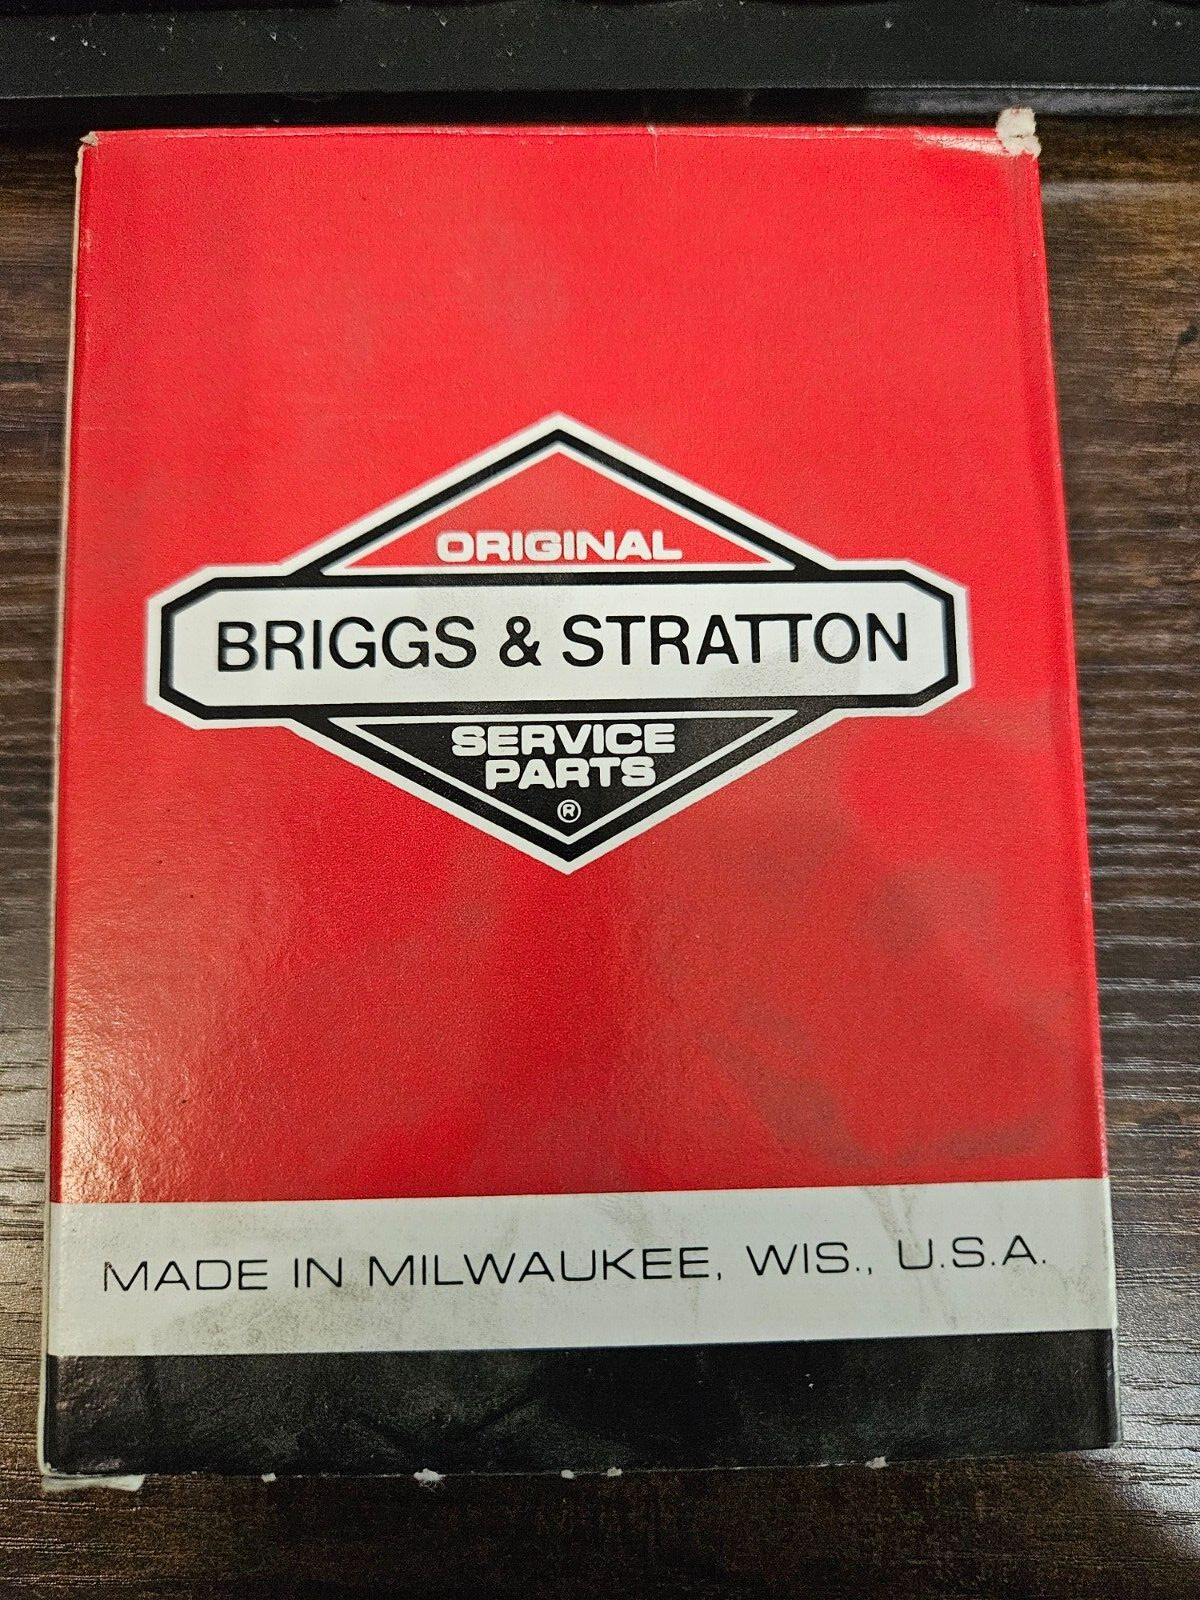 ORIGINAL
BRIGGS & STRATTON
SERVICE
PARTS
®
MADE IN MILWAUKEE, WIS., U.S.A.